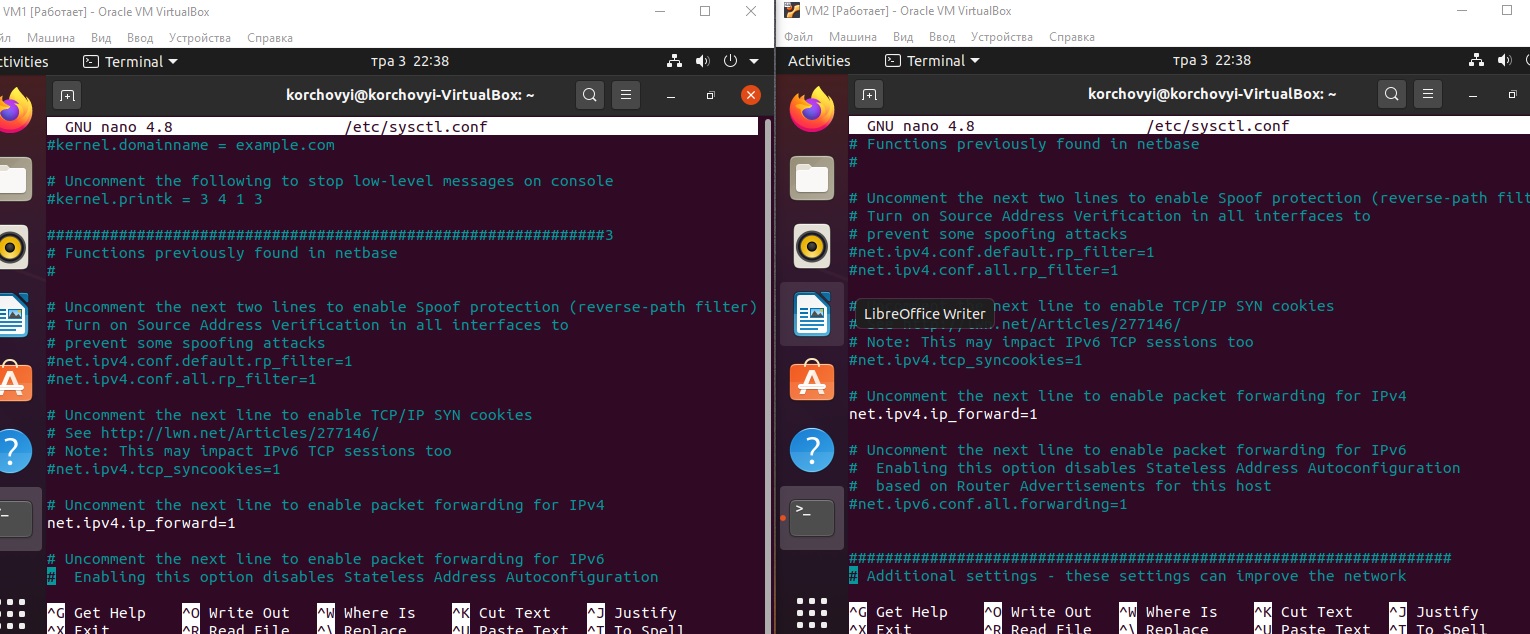 VM1 [Работает] - Oracle VM VirtualBox
йл Машина Вид Ввод Устройства Справка
ctivities Terminal тра 3 22:38
korchovyi@korchovyi-VirtualBox: ~
GNU nano 4.8 /etc/sysctl.conf
#kernel.domainname = example.com
# Uncomment the following to stop low-level messages on console
#kernel.printk = 3 4 1 3
##############################################################3
# Functions previously found in netbase
#
# Uncomment the next two lines to enable Spoof protection (reverse-path filter)
# Turn on Source Address Verification in all interfaces to
# prevent some spoofing attacks
#net.ipv4.conf.default.rp_filter=1
#net.ipv4.conf.all.rp_filter=1
# Uncomment the next line to enable TCP/IP SYN cookies
# See http://lwn.net/Articles/277146/
# Note: This may impact IPv6 TCP sessions too
#net.ipv4.tcp_syncookies=1
# Uncomment the next line to enable packet forwarding for IPv4
net.ipv4.ip_forward=1
# Uncomment the next line to enable packet forwarding for IPv6
#  Enabling this option disables Stateless Address Autoconfiguration
^G Get Help ^O Write Out ^W Where Is ^K Cut Text ^J Justify
^X Exit ^R Read File ^\ Replace ^U Paste Text ^T To Spell
VM2 [Работает] - Oracle VM VirtualBox
Файл Машина Вид Ввод Устройства Справка
Activities Terminal тра 3 22:38
korchovyi@korchovyi-VirtualBox: ~
GNU nano 4.8 /etc/sysctl.conf
# Functions previously found in netbase
#
# Uncomment the next two lines to enable Spoof protection (reverse-path filt
# Turn on Source Address Verification in all interfaces to
# prevent some spoofing attacks
#net.ipv4.conf.default.rp_filter=1
#net.ipv4.conf.all.rp_filter=1
# next line to enable TCP/IP SYN cookies
LibreOffice Writer
# .net/Articles/277146/
# Note: This may impact IPv6 TCP sessions too
#net.ipv4.tcp_syncookies=1
# Uncomment the next line to enable packet forwarding for IPv4
net.ipv4.ip_forward=1
# Uncomment the next line to enable packet forwarding for IPv6
#  Enabling this option disables Stateless Address Autoconfiguration
#  based on Router Advertisements for this host
#net.ipv6.conf.all.forwarding=1
###################################################################
# Additional settings - these settings can improve the network
^G Get Help ^O Write Out ^W Where Is ^K Cut Text ^J Justify
^X Exit ^R Read File ^\ Replace ^U Paste Text ^T To Spell